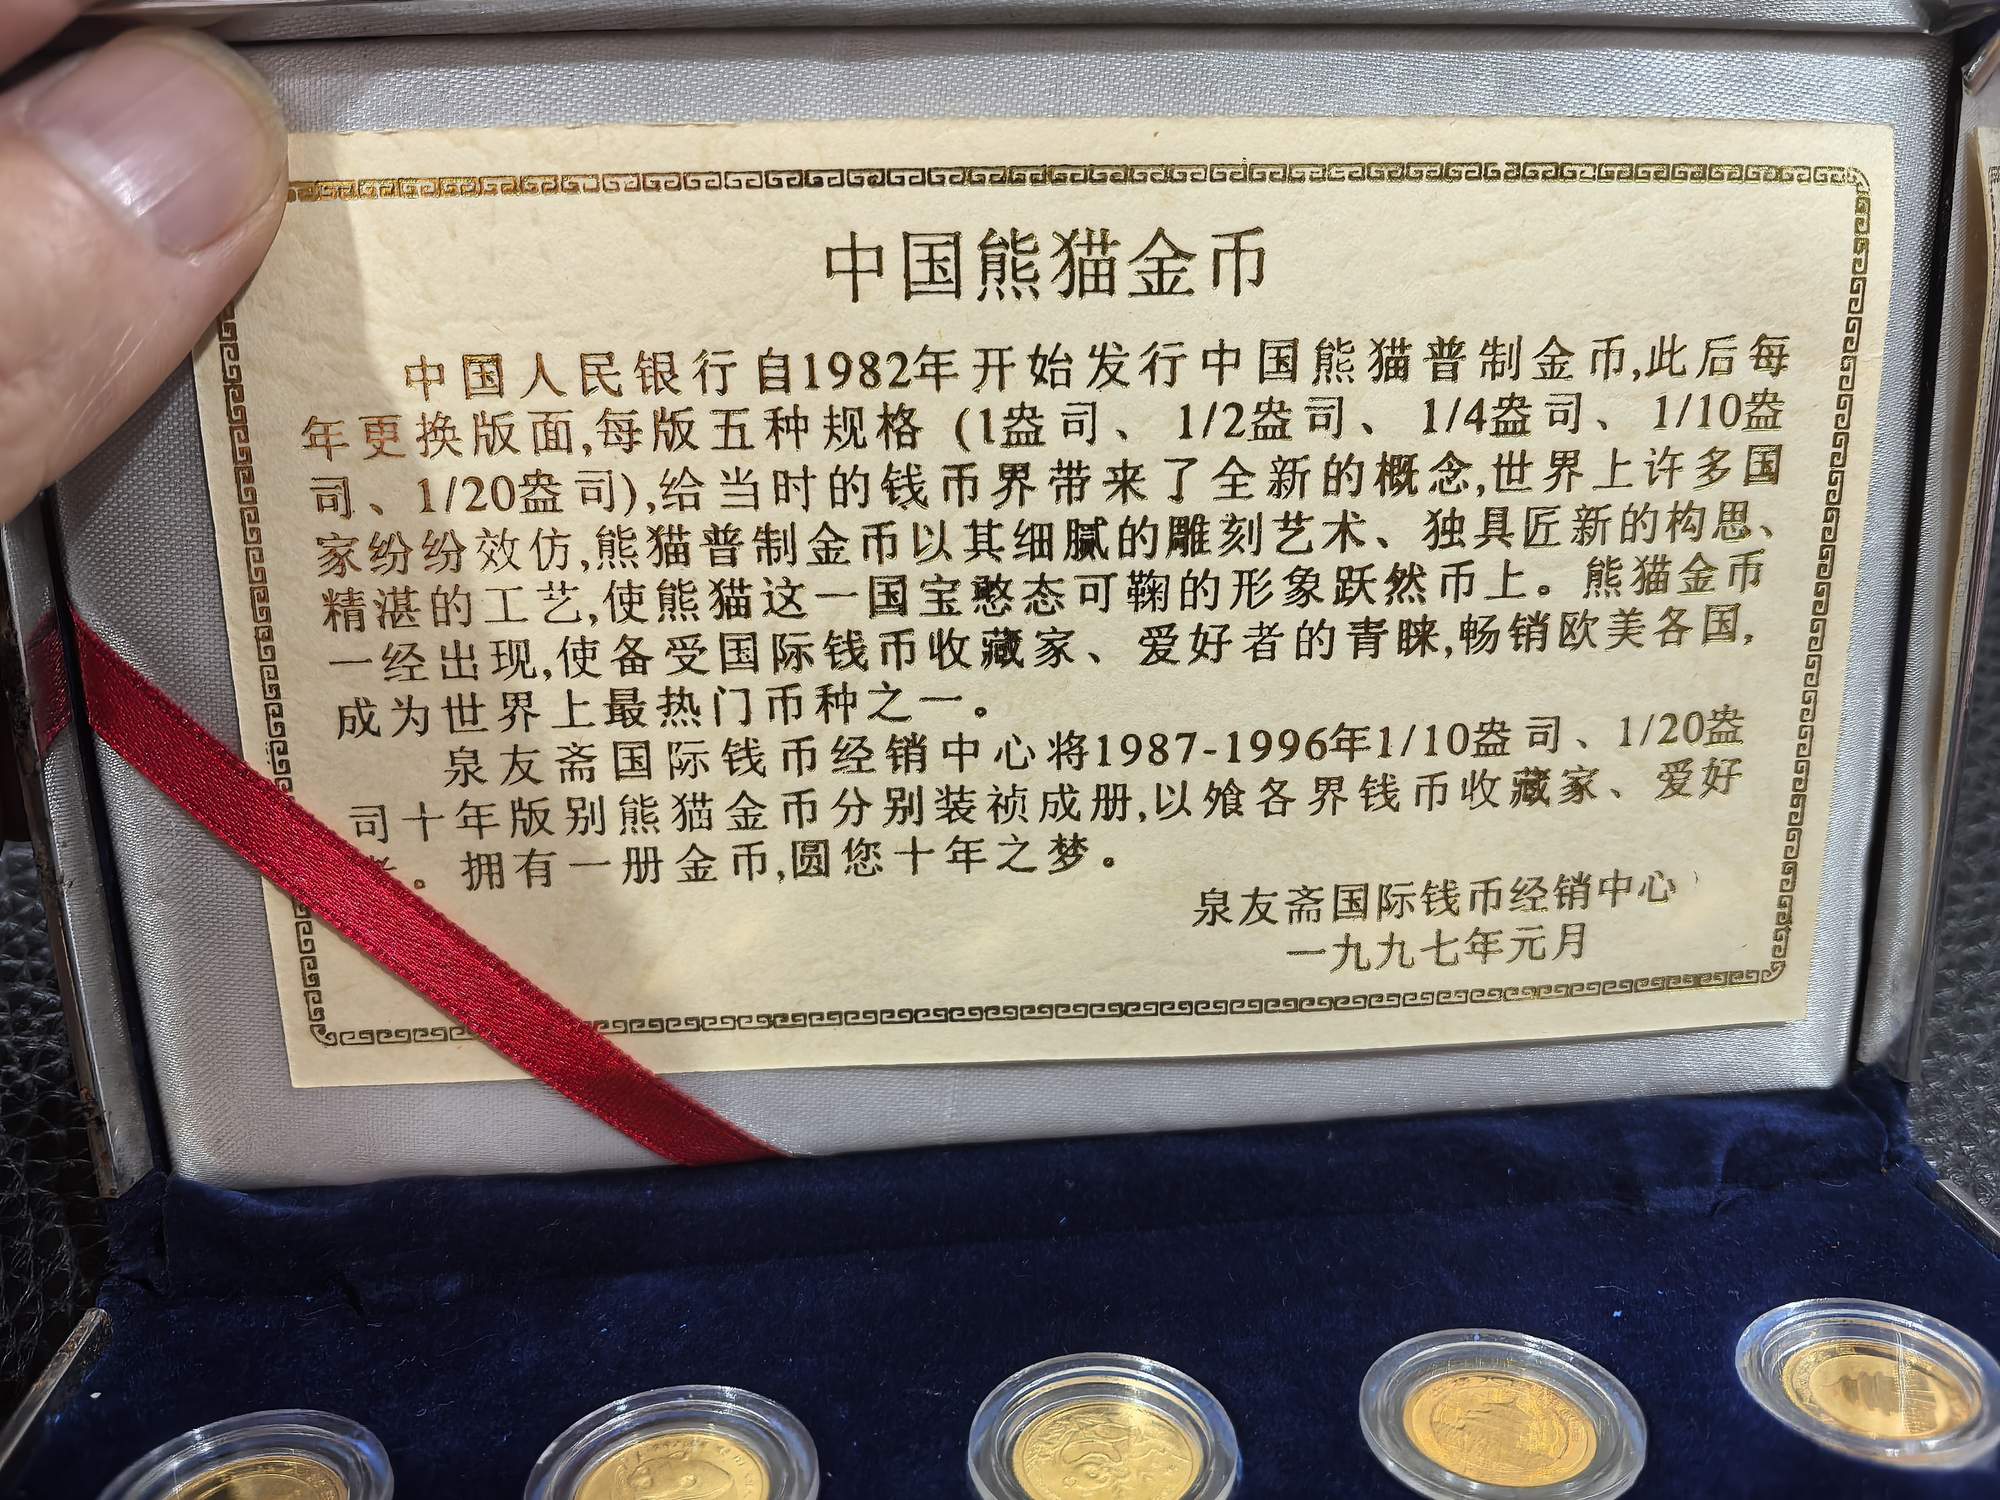 中国熊猫金币
中国人民银行自1982年开始发行中国熊猫普制金币,此后每
年更换版面,每版五种规格 (1盎司、1/2盎司、1/4盎司、1/10盎
司、1/20盎司),给当时的钱币界带来了全新的概念,世界上许多国
家纷纷效仿,熊猫普制金币以其细腻的雕刻艺术、独具匠新的构思、
精湛的工艺,使熊猫这一国宝憨态可鞠的形象跃然币上。熊猫金币
一经出现,使备受国际钱币收藏家、爱好者的青睐,畅销欧美各国,
成为世界上最热门币种之一。
泉友斋国际钱币经销中心将1987-1996年1/10盎司、1/20盎
司十年版别熊猫金币分别装祯成册,以飨各界钱币收藏家、爱好
。拥有一册金币,圆您十年之梦。
泉友斋国际钱币经销中心
一九九七年元月